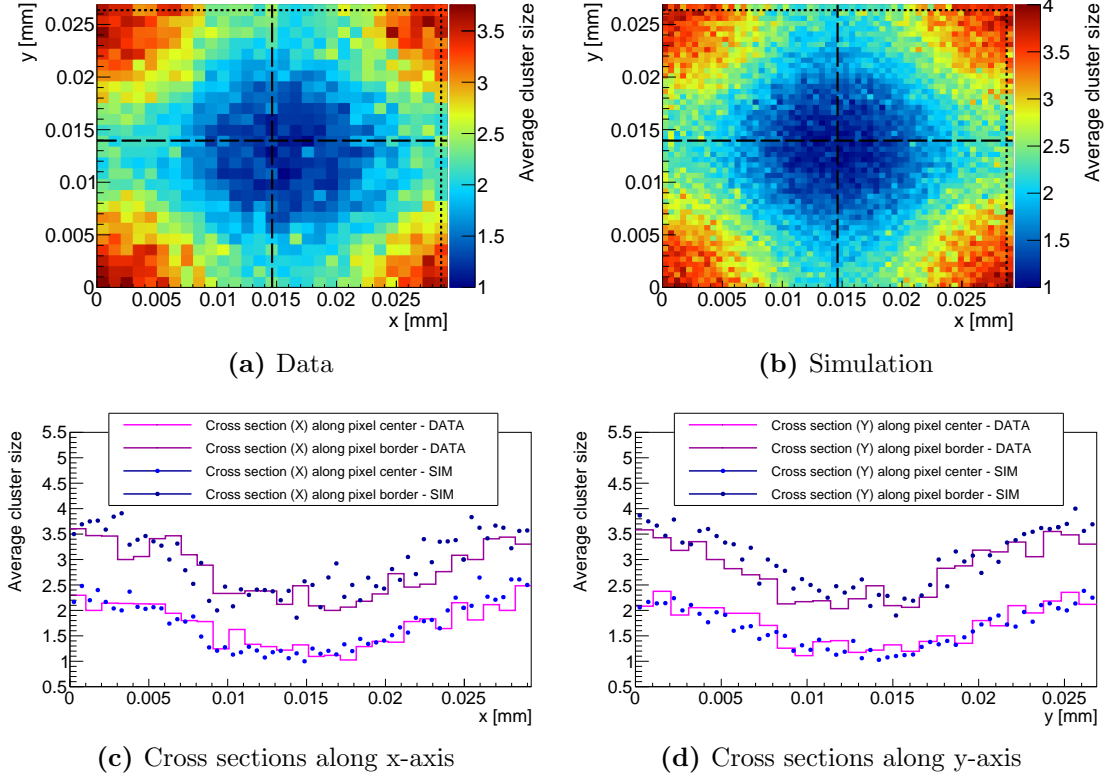 y [mm]
0.025
0.02
0.015
0.01
0.005
0
0 0.005 0.01 0.015 0.02 0.025
x [mm]
3.5
3
2.5
2
1.5
1
Average cluster size
(a) Data
y [mm]
0.025
0.02
0.015
0.01
0.005
0
0 0.005 0.01 0.015 0.02 0.025
x [mm]
4
3.5
3
2.5
2
1.5
1
Average cluster size
(b) Simulation
Average cluster size
5.5
5
4.5
4
3.5
3
2.5
2
1.5
1
0.5
Cross section (X) along pixel center - DATA
Cross section (X) along pixel border - DATA
Cross section (X) along pixel center - SIM
Cross section (X) along pixel border - SIM
0 0.005 0.01 0.015 0.02 0.025
x [mm]
(c) Cross sections along x-axis
Average cluster size
5.5
5
4.5
4
3.5
3
2.5
2
1.5
1
0.5
Cross section (Y) along pixel center - DATA
Cross section (Y) along pixel border - DATA
Cross section (Y) along pixel center - SIM
Cross section (Y) along pixel border - SIM
0 0.005 0.01 0.015 0.02 0.025
y [mm]
(d) Cross sections along y-axis